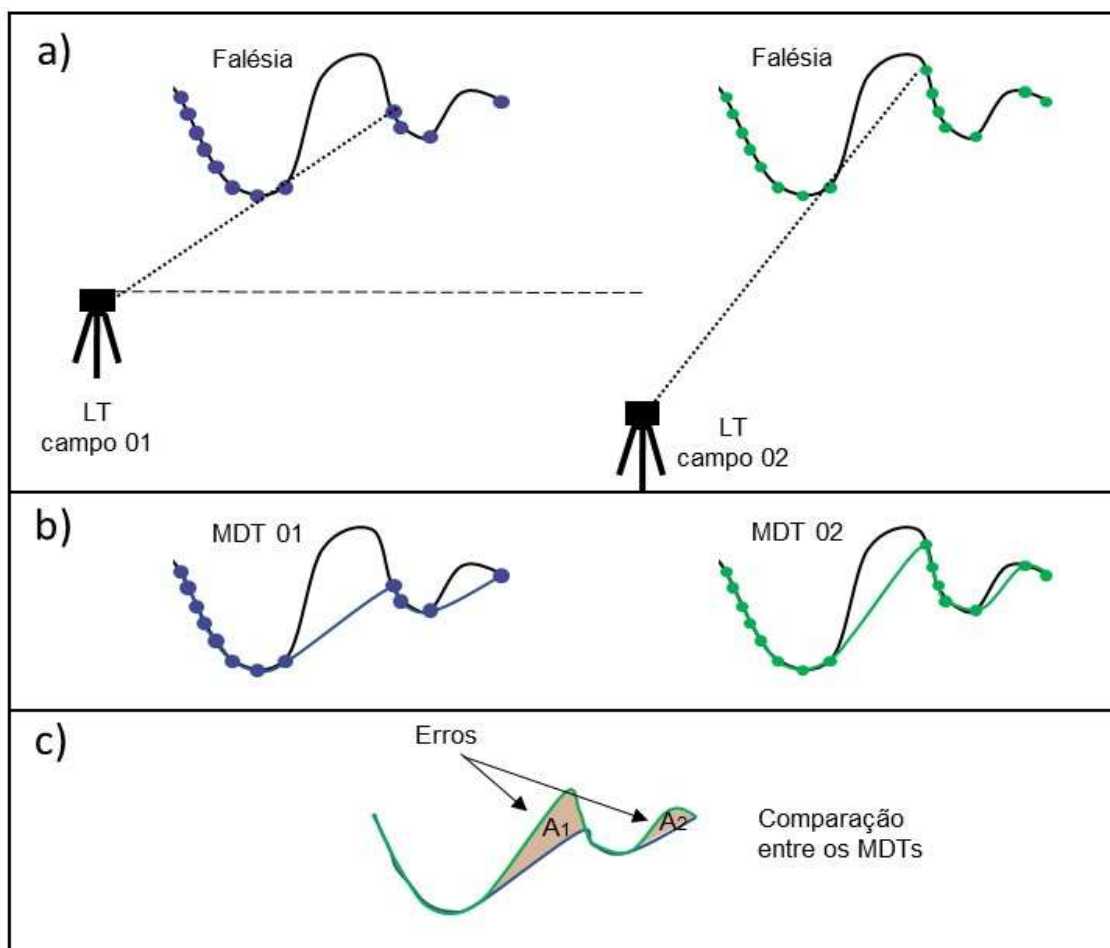 a)
Falésia
Falésia
LT
campo 01
LT
campo 02
b)
MDT 01
MDT 02
c)
Erros
A1
A2
Comparação
entre os MDTs